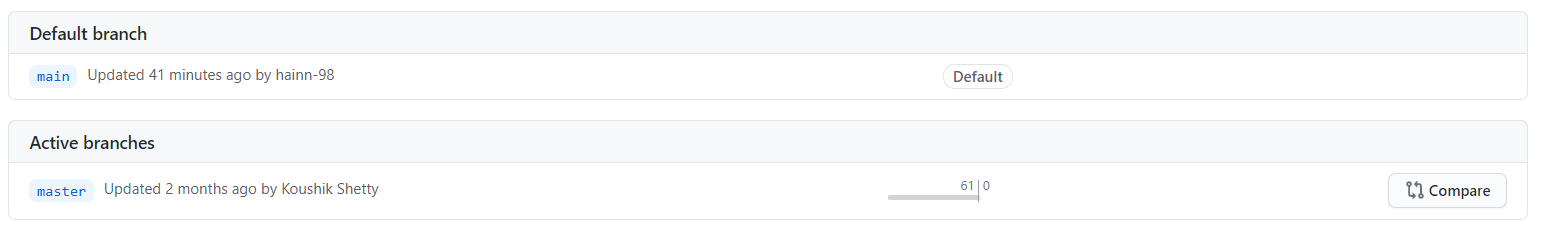 Default branch
main Updated 41 minutes ago by hainn-98 Default
Active branches
master Updated 2 months ago by Koushik Shetty 61 0 Compare